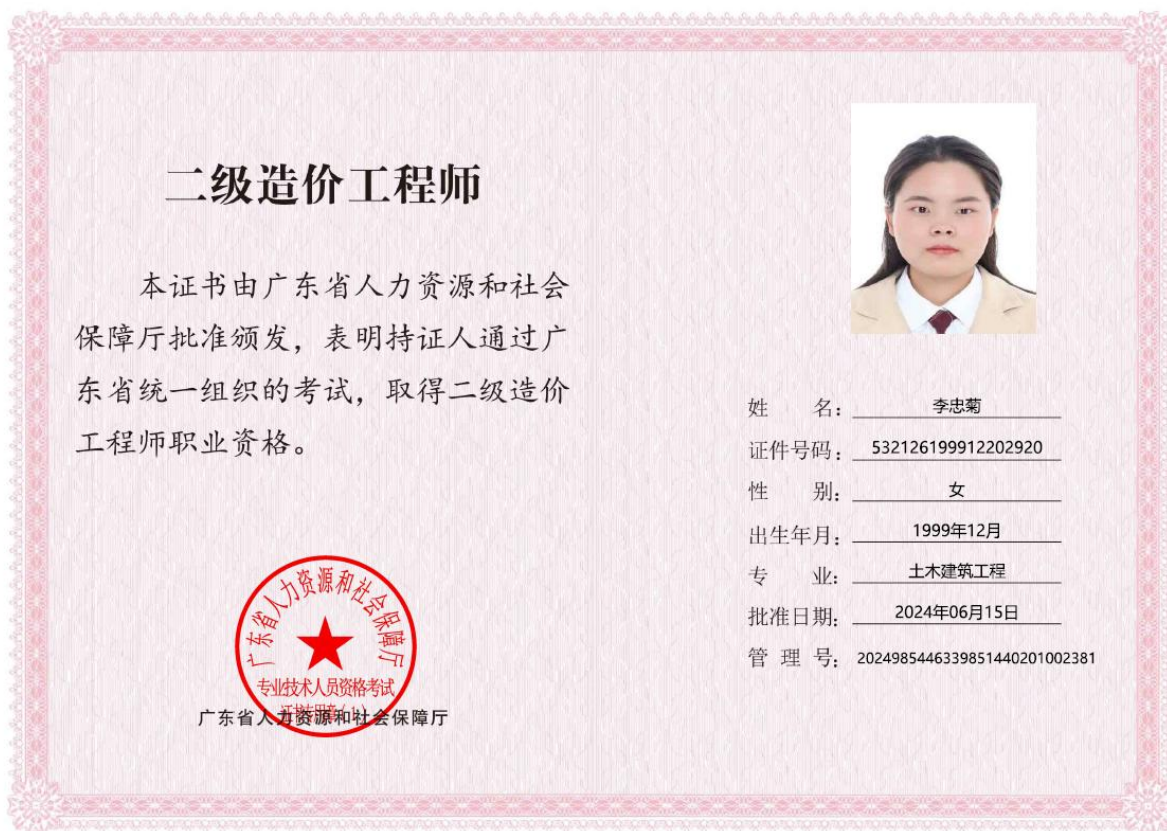 二级造价工程师
本证书由广东省人力资源和社会
保障厅批准颁发，表明持证人通过广
东省统一组织的考试，取得二级造价
工程师职业资格。
广东省人力资源和社会保障厅
专业技术人员资格考试
证书专用章（1）
广东省人力资源和社会保障厅
姓 名：李忠菊
证件号码：532126199912202920
性 别：女
出生年月：1999年12月
专 业：土木建筑工程
批准日期：2024年06月15日
管 理 号：2024985446339851440201002381